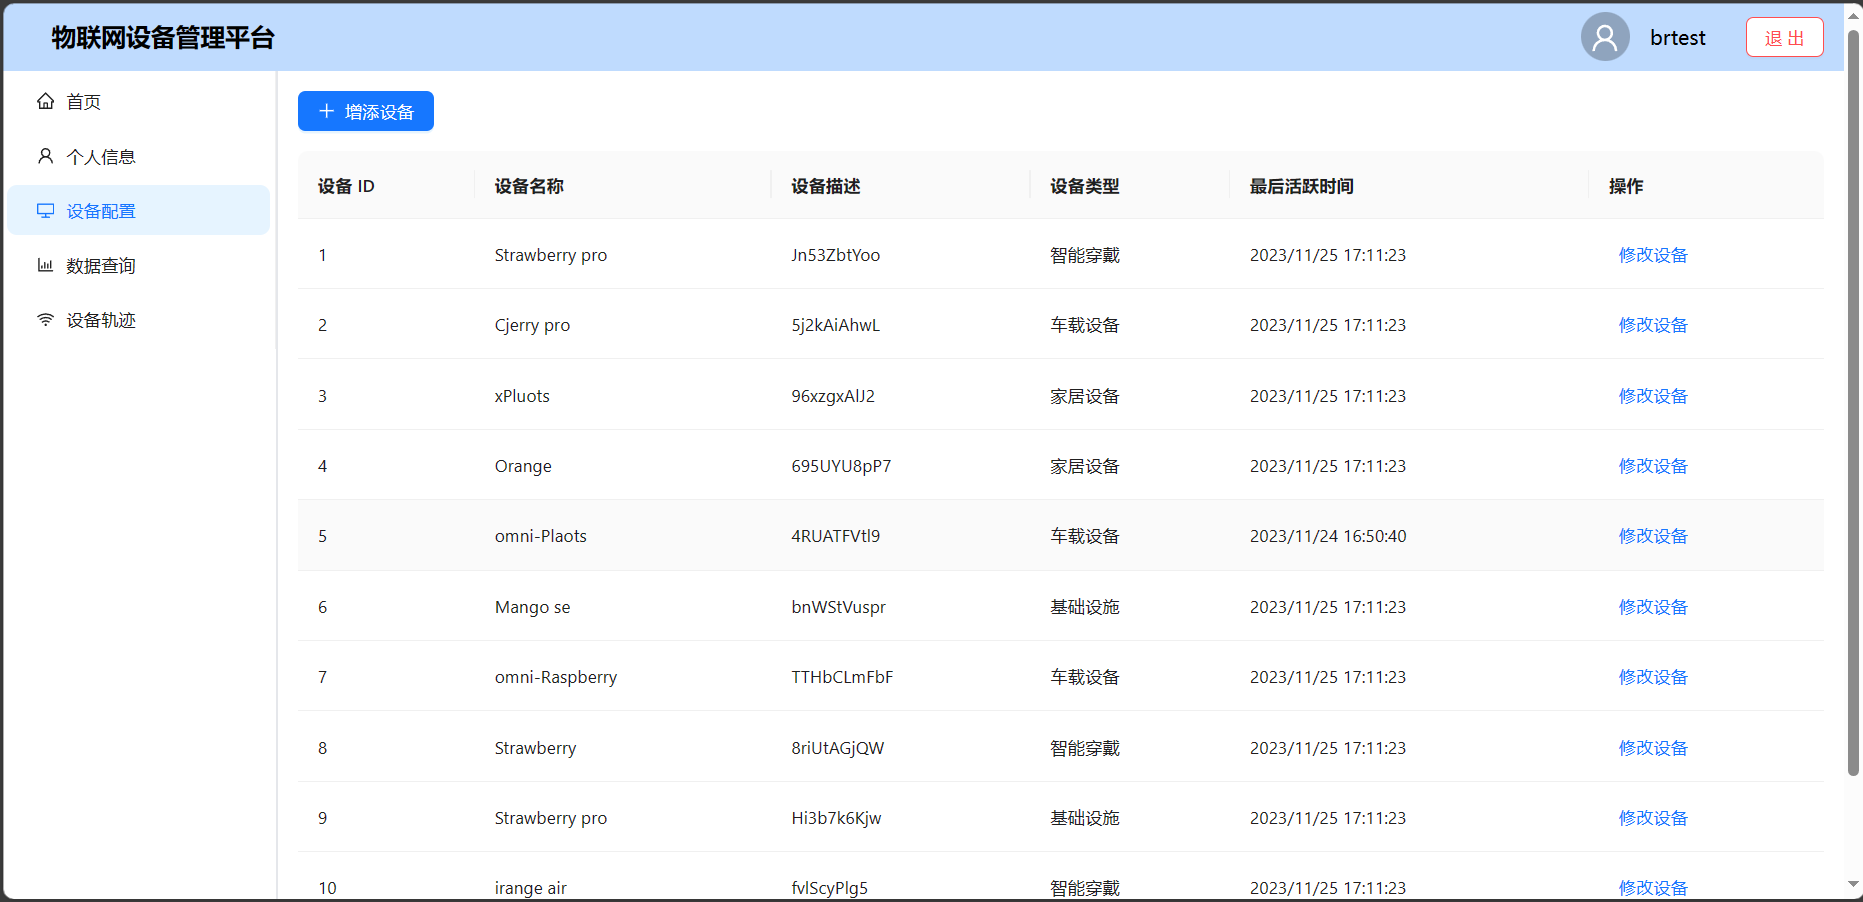 物联网设备管理平台
brtest
退 出
首页
个人信息
设备配置
数据查询
设备轨迹
增添设备
设备 ID 设备名称 设备描述 设备类型 最后活跃时间 操作
1 Strawberry pro Jn53ZbtYoo 智能穿戴 2023/11/25 17:11:23 修改设备
2 Cjerry pro 5j2kAiAhwL 车载设备 2023/11/25 17:11:23 修改设备
3 xPluots 96xzgxAlJ2 家居设备 2023/11/25 17:11:23 修改设备
4 Orange 695UYU8pP7 家居设备 2023/11/25 17:11:23 修改设备
5 omni-Plaots 4RUATFVtl9 车载设备 2023/11/24 16:50:40 修改设备
6 Mango se bnWStVuspr 基础设施 2023/11/25 17:11:23 修改设备
7 omni-Raspberry TTHbCLmFbF 车载设备 2023/11/25 17:11:23 修改设备
8 Strawberry 8riUtAGjQW 智能穿戴 2023/11/25 17:11:23 修改设备
9 Strawberry pro Hi3b7k6Kjw 基础设施 2023/11/25 17:11:23 修改设备
10 irange air fvlScyPlg5 智能穿戴 2023/11/25 17:11:23 修改设备